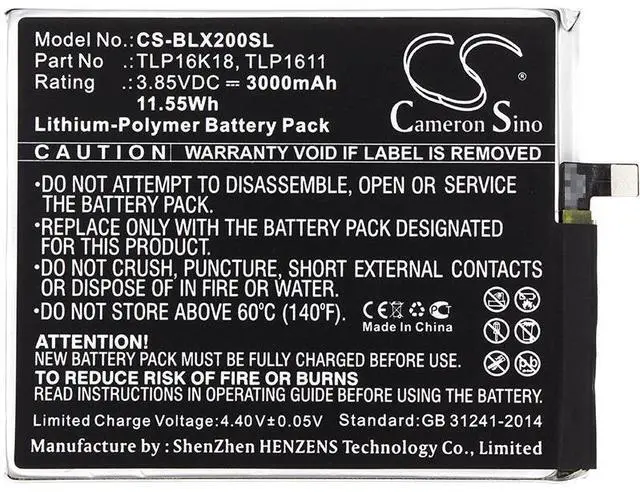 Model No.:CS-BLX200SL
Part No :TLP16K18, TLP1611
Rating .:3.85VDC ⎓ 3000mAh
11.55Wh
Lithium-Polymer Battery Pack
CS
®
Cameron Sino
CAUTION WARRANTY VOID IF LABEL IS REMOVED
•DO NOT ATTEMPT TO DISASSEMBLE, OPEN OR SERVICE
THE BATTERY PACK.
•REPLACE ONLY WITH THE BATTERY PACK DESIGNATED
FOR THIS PRODUCT.
•DO NOT CRUSH, PUNCTURE, SHORT EXTERNAL CONTACTS
OR DISPOSE OF IN FIRE OR WATER.
•DO NOT STORE ABOVE 60°C (140°F).
CE
Made In China
ATTENTION!
NEW BATTERY PACK MUST BE FULLY CHARGED BEFORE USE.
TO REDUCE RISK OF FIRE OR BURNS
READ INSTRUCTIONS IN OWNER'S MANUAL BEFORE CHARGING.
Limited Charge Voltage:4.40V±0.05V Standard:GB 31241-2014
Manufacture by : ShenZhen HENZENS Technology Co., Limited